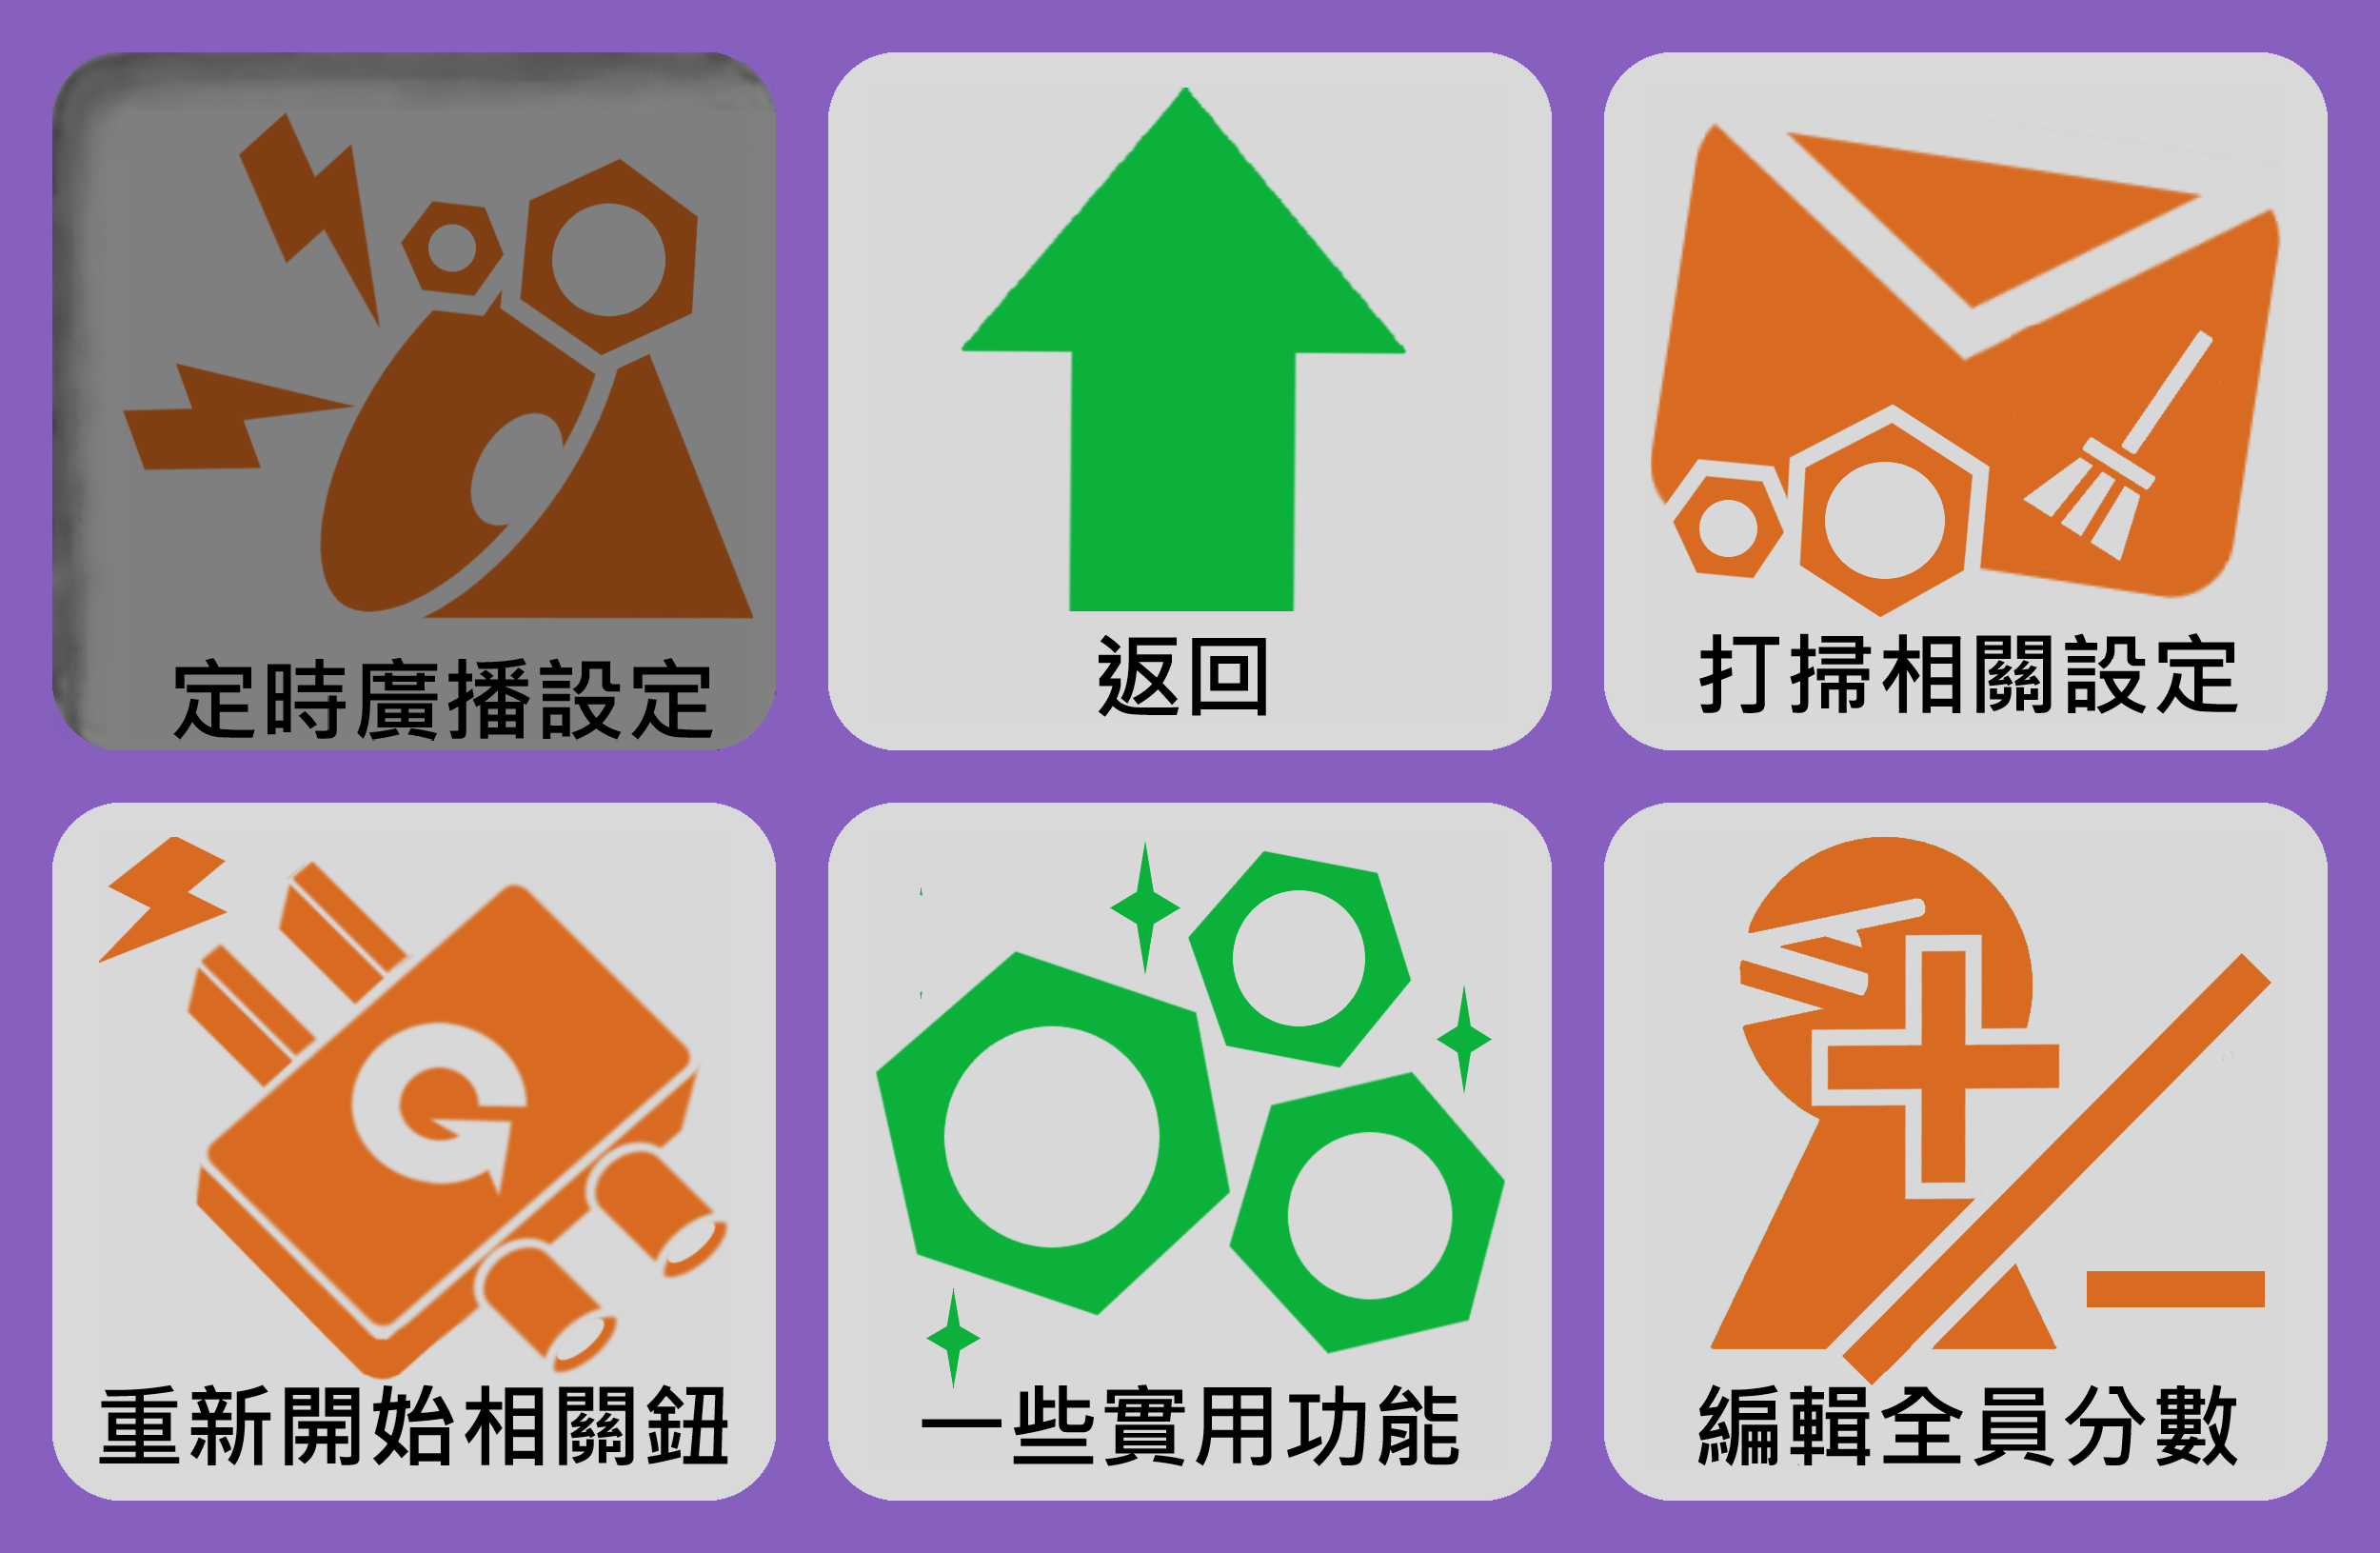 定時廣播設定
返回
打掃相關設定
重新開始相關鈕
一些實用功能
編輯全員分數